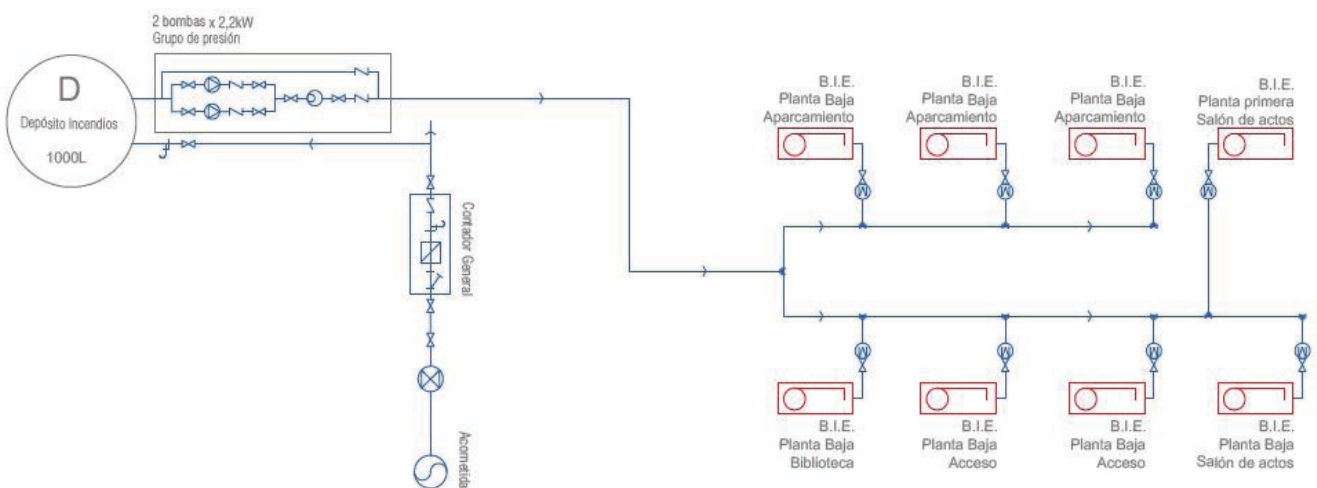 2 bombas x 2,2kW
Grupo de presión
D
Depósito Incendios
1000L
Contador General
Acometida
B.I.E.
Planta Baja
Aparcamiento
B.I.E.
Planta Baja
Aparcamiento
B.I.E.
Planta Baja
Aparcamiento
B.I.E.
Planta primera
Salón de actos
M
M
M
M
M
M
M
M
B.I.E.
Planta Baja
Biblioteca
B.I.E.
Planta Baja
Acceso
B.I.E.
Planta Baja
Acceso
B.I.E.
Planta Baja
Salón de actos